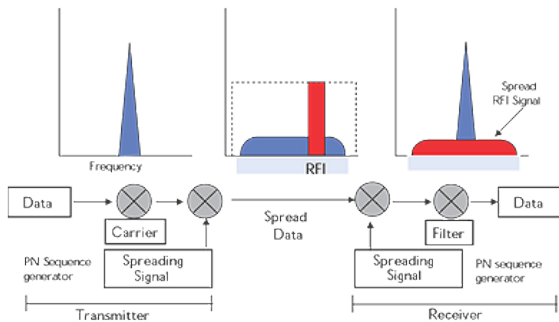 Spread
RFI Signal
Frequency
RFI
Data
Carrier
Spread
Data
Filter
Data
PN Sequence
generator
Spreading
Signal
Spreading
Signal
PN sequence
generator
Transmitter
Receiver